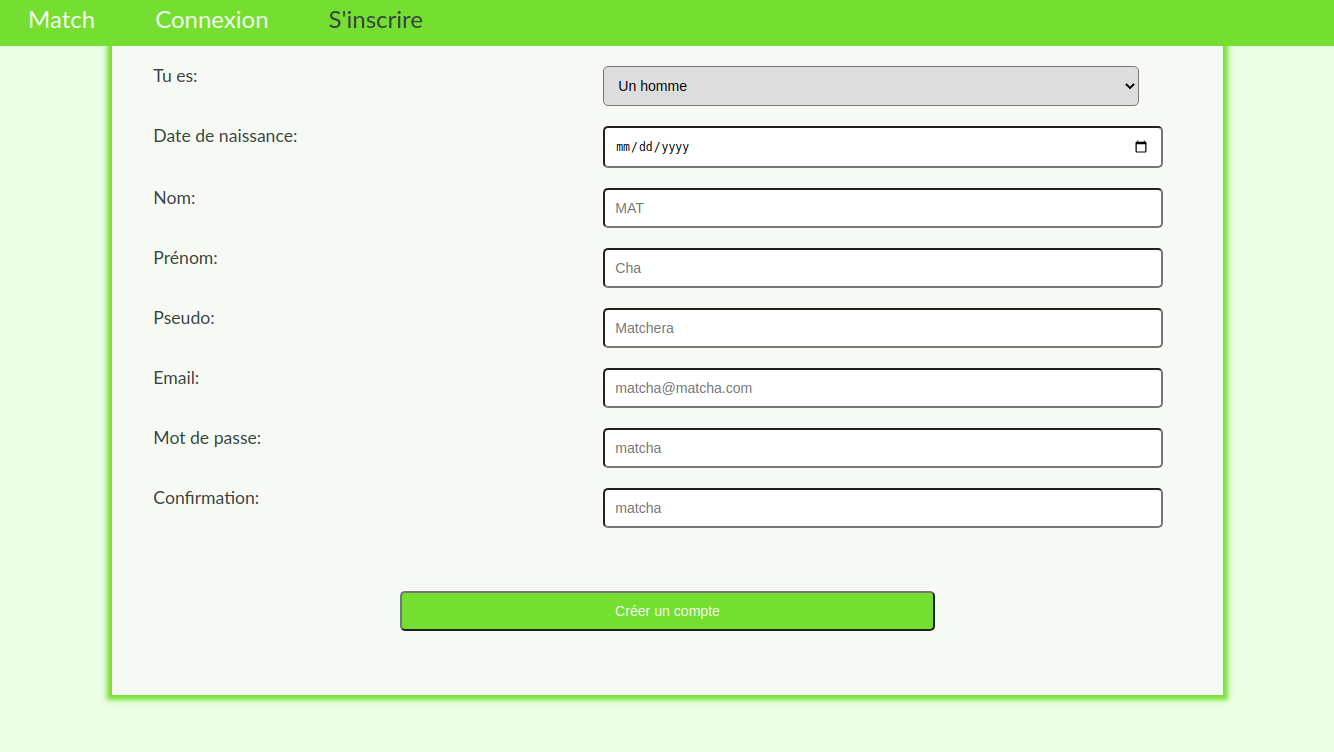 Match Connexion S'inscrire
Tu es: Un homme
Date de naissance: mm/dd/yyyy
Nom: MAT
Prénom: Cha
Pseudo: Matchera
Email: matcha@matcha.com
Mot de passe: matcha
Confirmation: matcha
Créer un compte